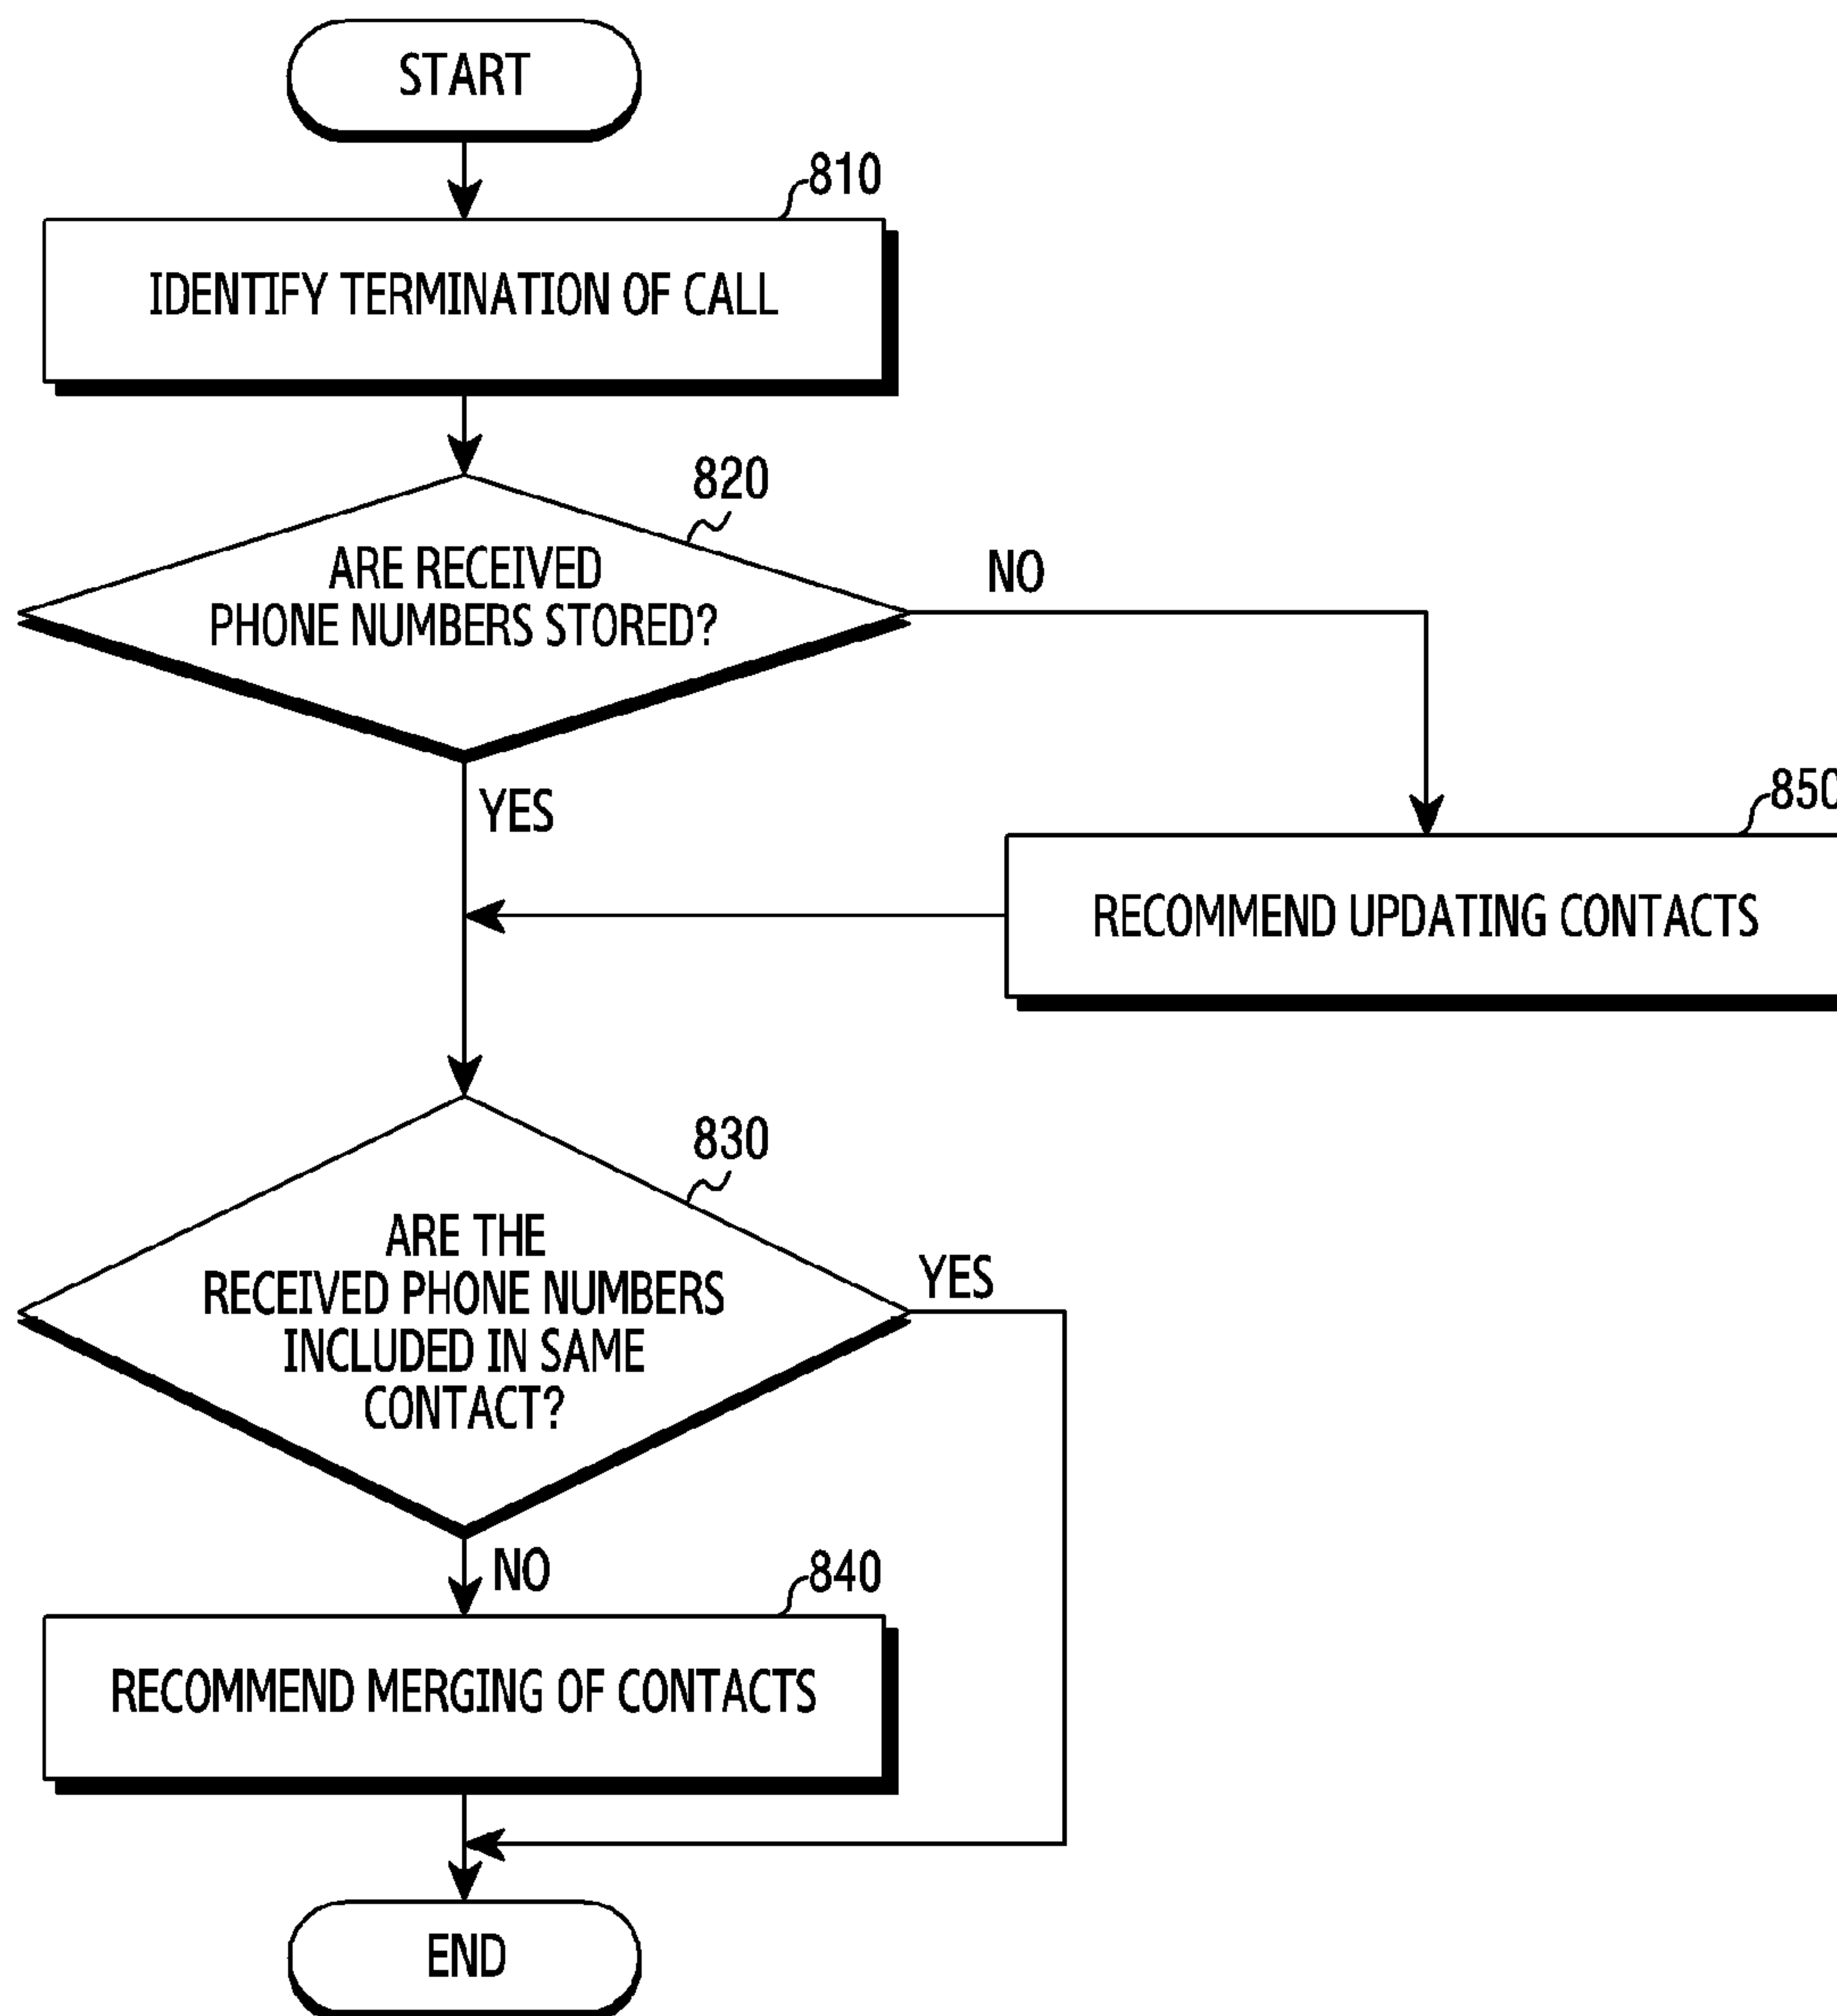 START
810
IDENTIFY TERMINATION OF CALL
820
ARE RECEIVED
PHONE NUMBERS STORED?
NO
YES
850
RECOMMEND UPDATING CONTACTS
830
ARE THE
RECEIVED PHONE NUMBERS
INCLUDED IN SAME
CONTACT?
YES
NO
840
RECOMMEND MERGING OF CONTACTS
END